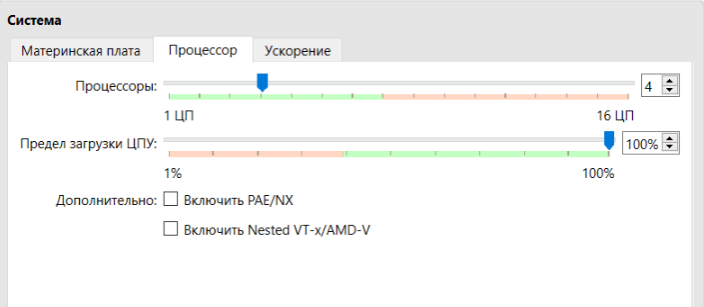 Система
Материнская плата Процессор Ускорение
Процессоры: 4
1 ЦП 16 ЦП
Предел загрузки ЦПУ: 100%
1% 100%
Дополнительно: Включить PAE/NX
Включить Nested VT-x/AMD-V